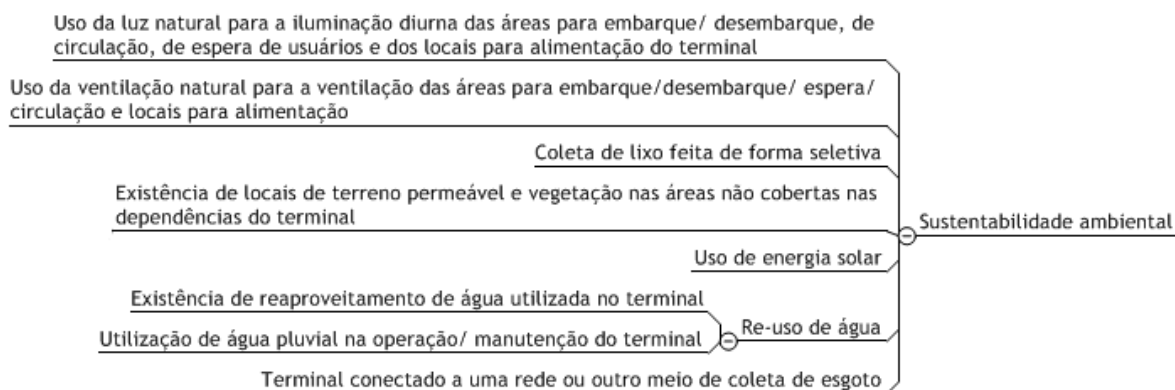 Uso da luz natural para a iluminação diurna das áreas para embarque/ desembarque, de
circulação, de espera de usuários e dos locais para alimentação do terminal
Uso da ventilação natural para a ventilação das áreas para embarque/desembarque/ espera/
circulação e locais para alimentação
Coleta de lixo feita de forma seletiva
Existência de locais de terreno permeável e vegetação nas áreas não cobertas nas
dependências do terminal
Sustentabilidade ambiental
Uso de energia solar
Existência de reaproveitamento de água utilizada no terminal
Re-uso de água
Utilização de água pluvial na operação/ manutenção do terminal
Terminal conectado a uma rede ou outro meio de coleta de esgoto